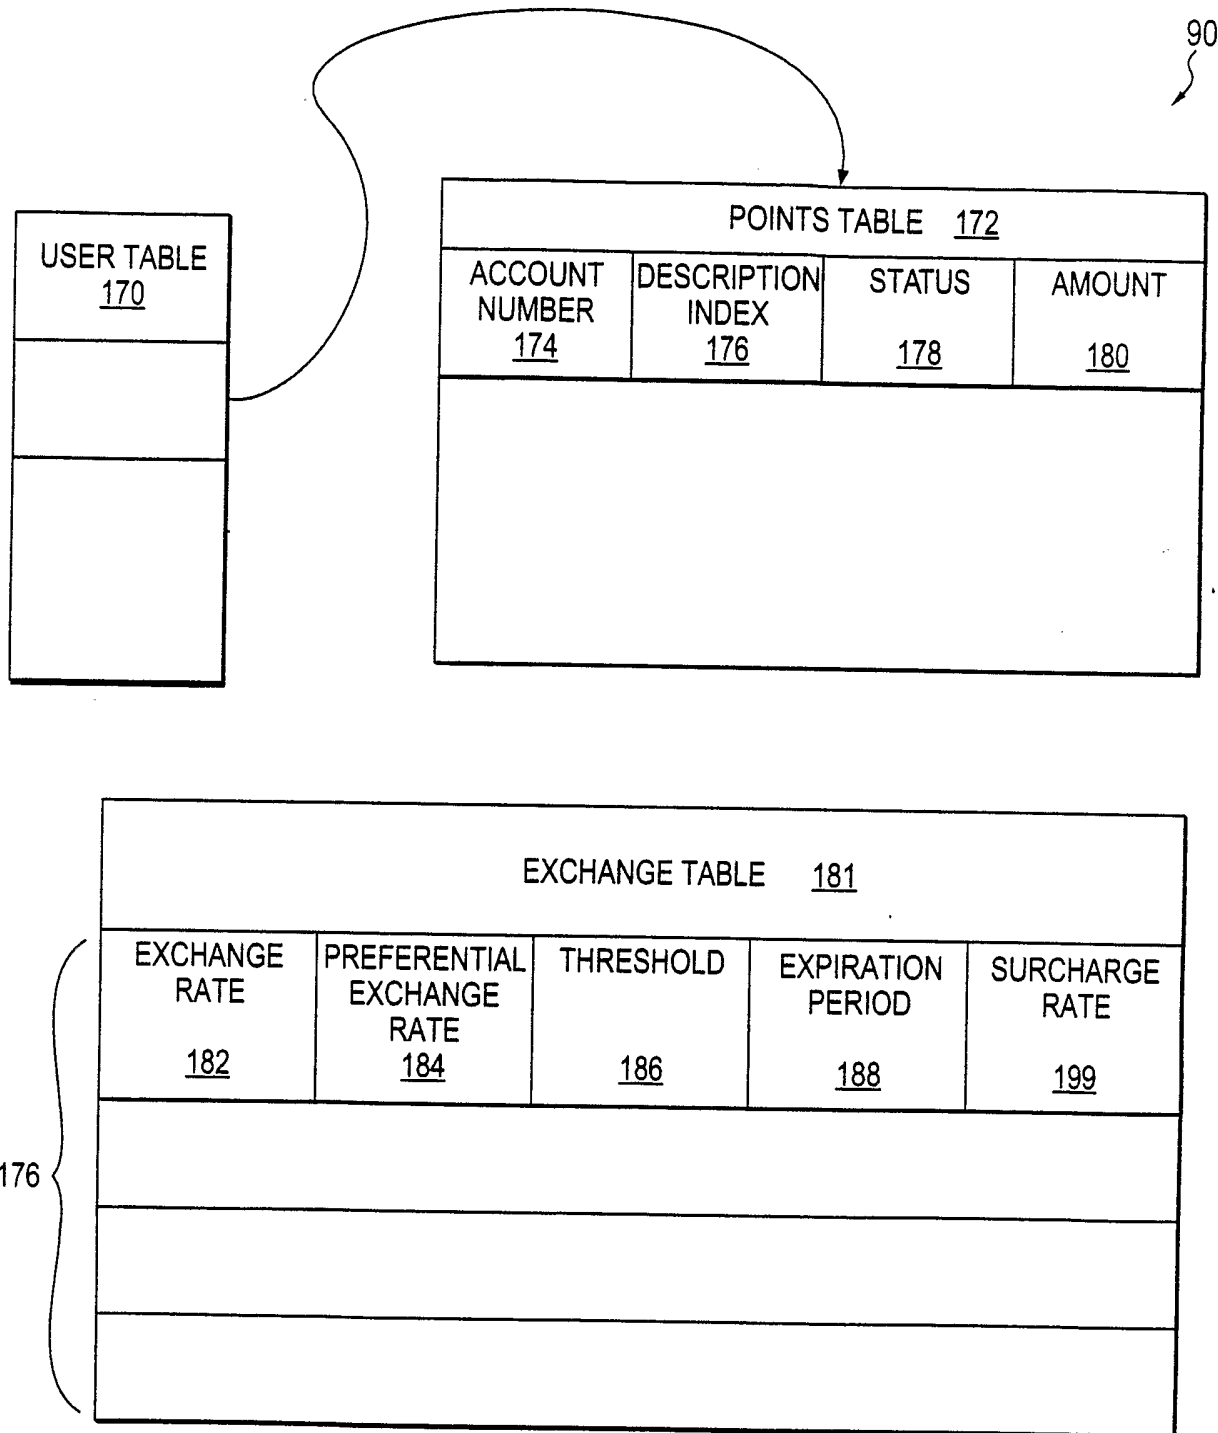 90
USER TABLE
170
POINTS TABLE 172
ACCOUNT
NUMBER
174
DESCRIPTION
INDEX
176
STATUS
178
AMOUNT
180
EXCHANGE TABLE 181
EXCHANGE
RATE
182
PREFERENTIAL
EXCHANGE
RATE
184
THRESHOLD
186
EXPIRATION
PERIOD
188
SURCHARGE
RATE
199
176